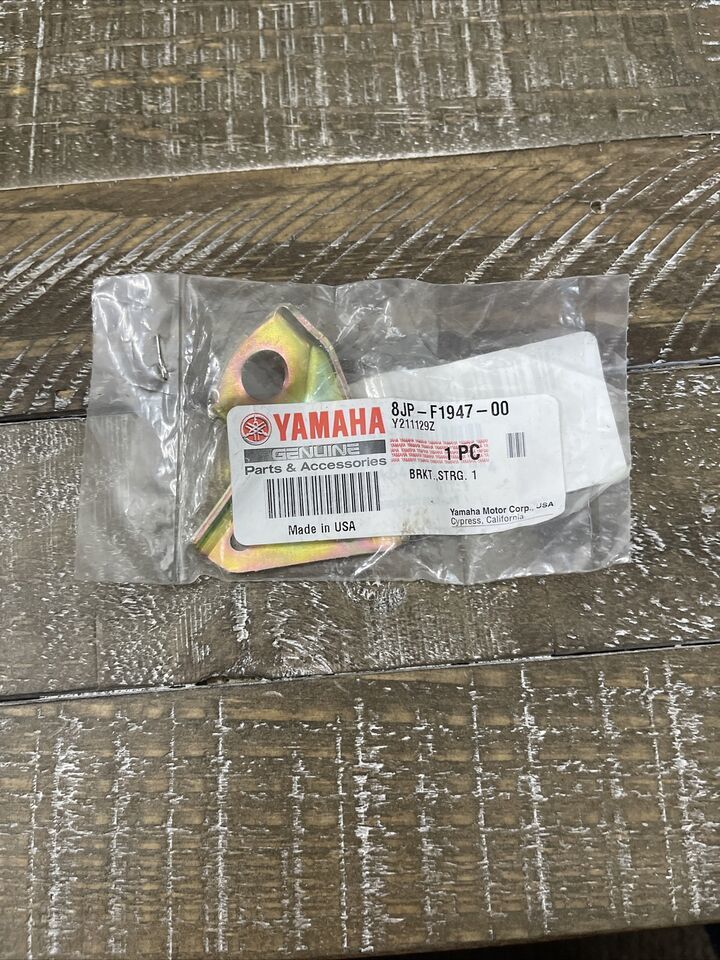 YAMAHA
GENUINE
Parts & Accessories
Made in USA
8JP-F1947-00
Y211129Z
1 PC
BRKT.,STRG. 1
Yamaha Motor Corp., USA
Cypress, California